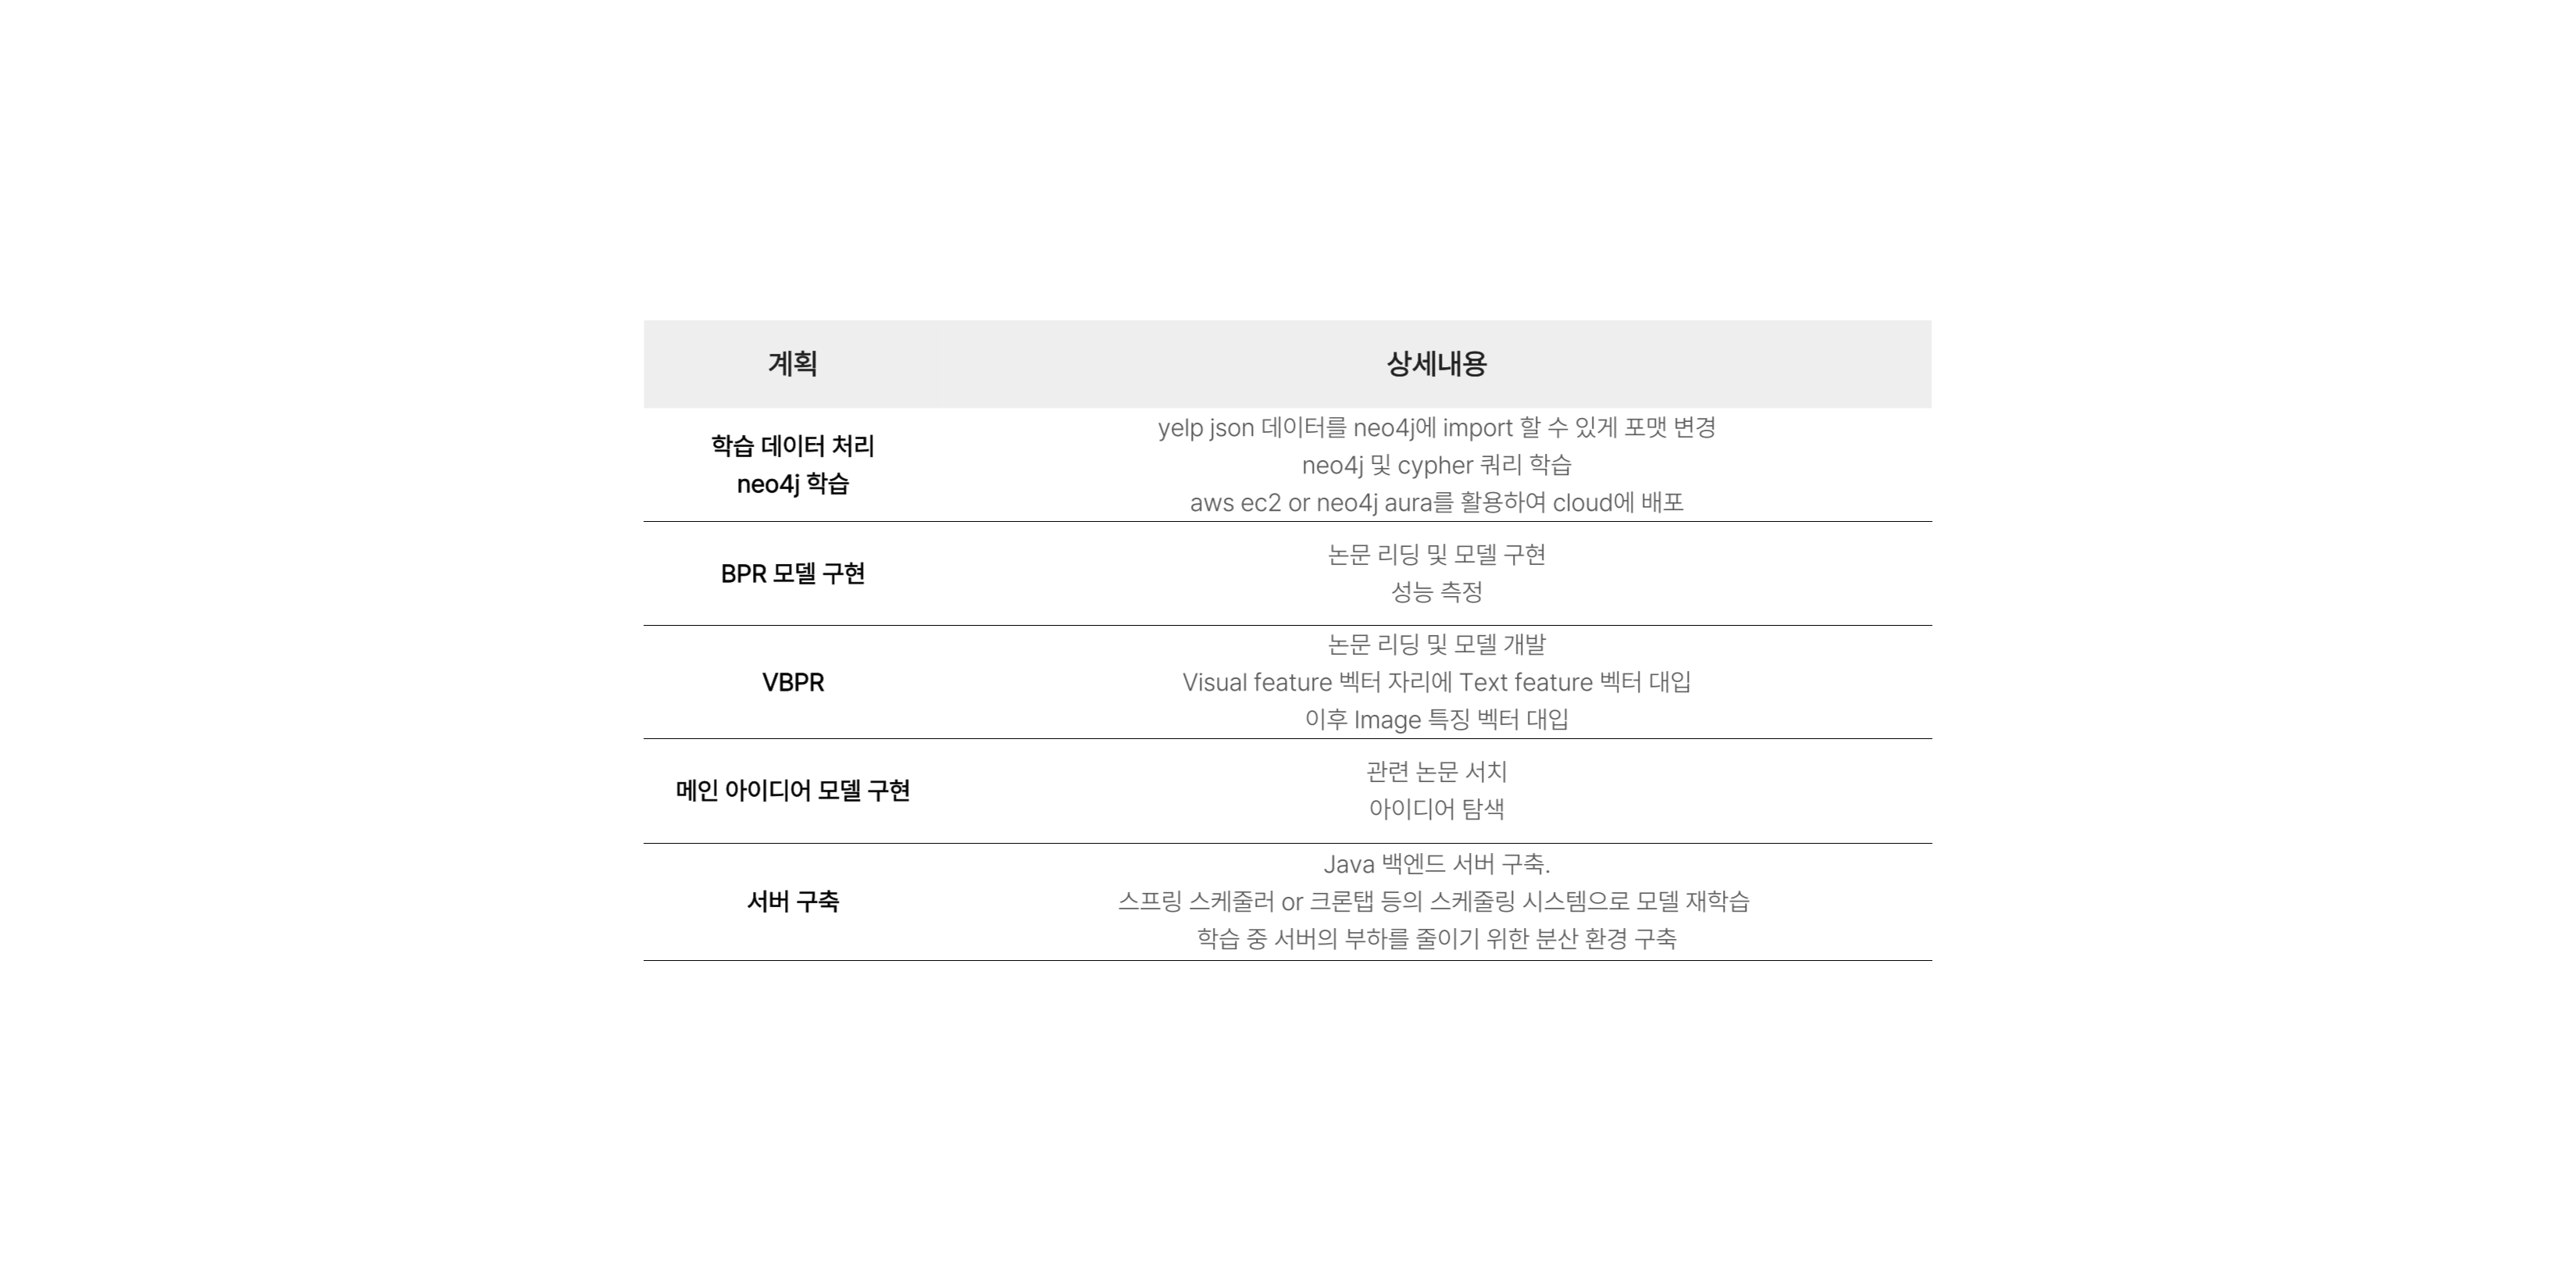 계획
상세내용
학습 데이터 처리
neo4j 학습
yelp json 데이터를 neo4j에 import 할 수 있게 포맷 변경
neo4j 및 cypher 쿼리 학습
aws ec2 or neo4j aura를 활용하여 cloud에 배포
BPR 모델 구현
논문 리딩 및 모델 구현
성능 측정
VBPR
논문 리딩 및 모델 개발
Visual feature 벡터 자리에 Text feature 벡터 대입
이후 Image 특징 벡터 대입
메인 아이디어 모델 구현
관련 논문 서치
아이디어 탐색
서버 구축
Java 백엔드 서버 구축.
스프링 스케줄러 or 크론탭 등의 스케줄링 시스템으로 모델 재학습
학습 중 서버의 부하를 줄이기 위한 분산 환경 구축